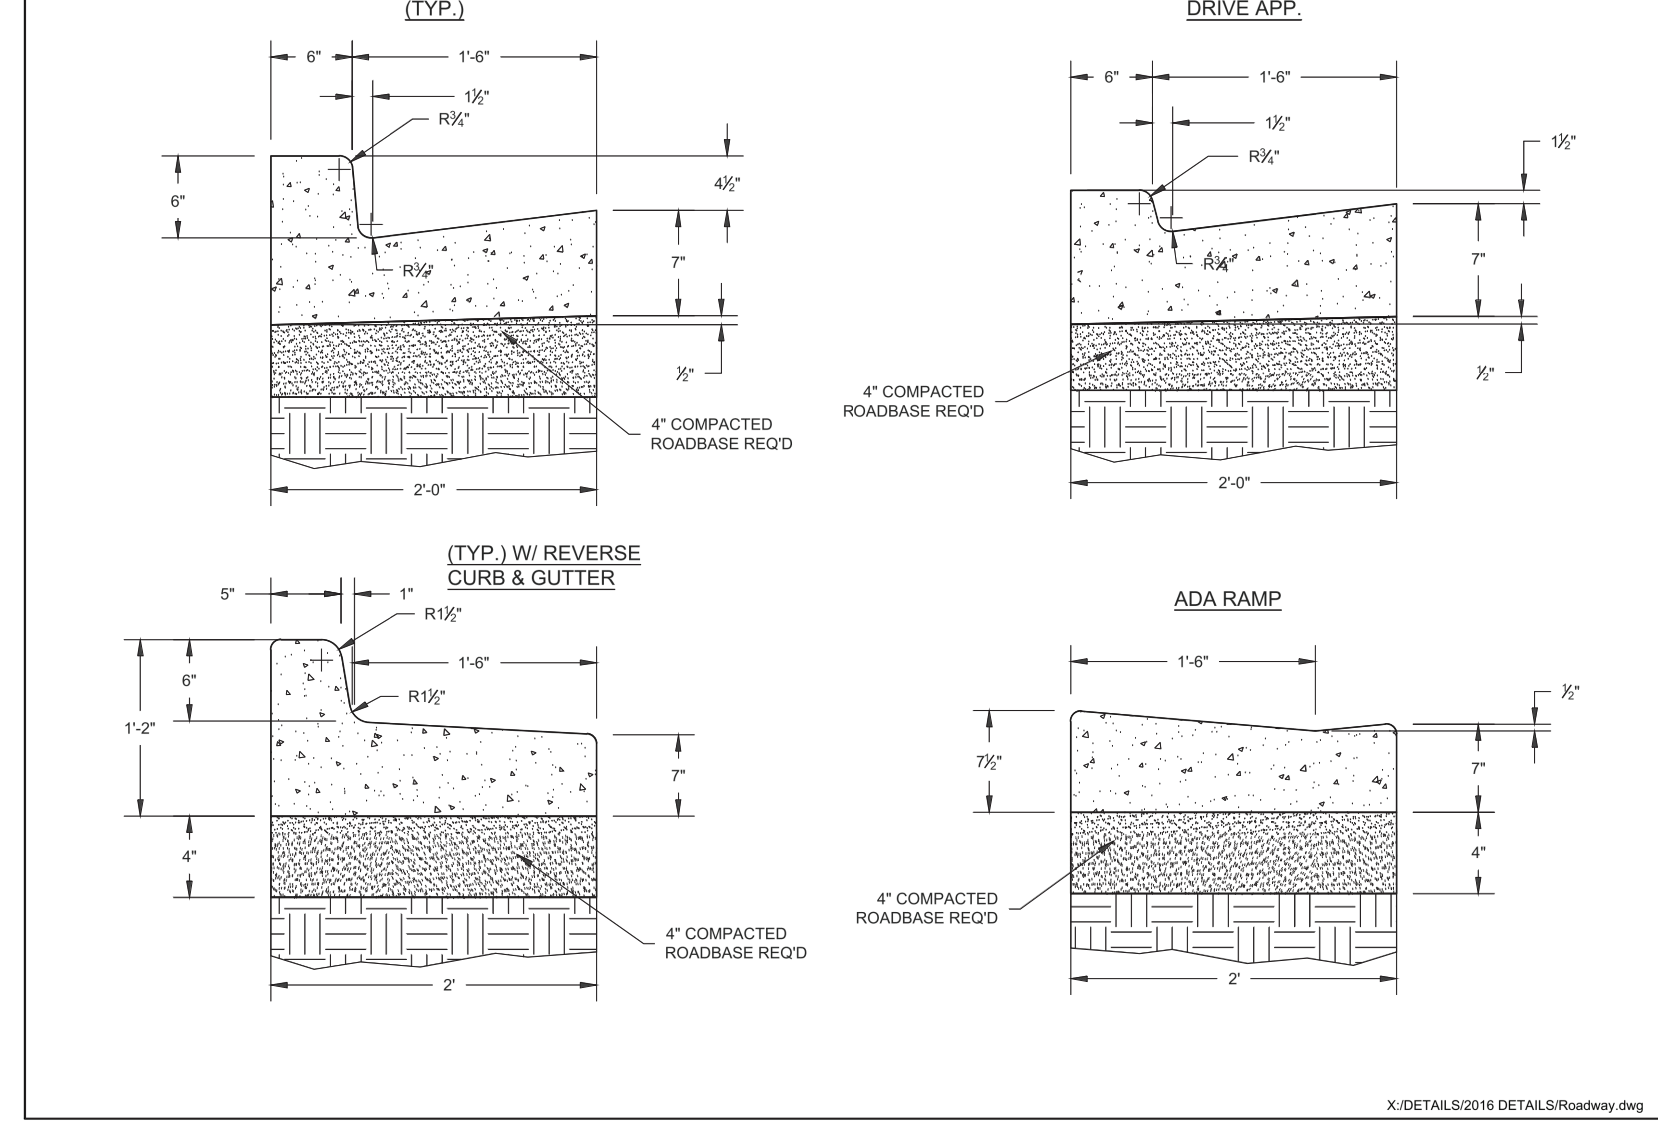 (TYP.)
6"
1'-6"
1½"
R¾"
6"
4½"
R¾"
7"
½"
4" COMPACTED
ROADBASE REQ'D
2'-0"
DRIVE APP.
6"
1'-6"
1½"
1½"
R¾"
R¾"
7"
½"
4" COMPACTED
ROADBASE REQ'D
2'-0"
(TYP.) W/ REVERSE
CURB & GUTTER
5"
1"
R1½"
1'-6"
6"
R1½"
1'-2"
7"
4"
4" COMPACTED
ROADBASE REQ'D
2'
ADA RAMP
1'-6"
½"
7½"
7"
4"
4" COMPACTED
ROADBASE REQ'D
2'
X:/DETAILS/2016 DETAILS/Roadway.dwg